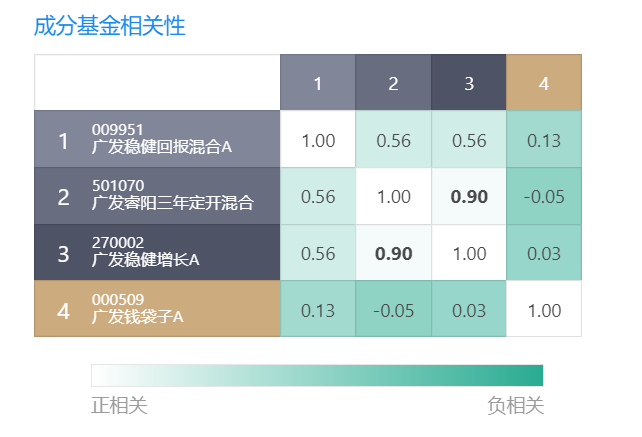 成分基金相关性
1 2 3 4
1 009951 1.00 0.56 0.56 0.13
广发稳健回报混合A
2 501070 0.56 1.00 0.90 -0.05
广发睿阳三年定开混合
3 270002 0.56 0.90 1.00 0.03
广发稳健增长A
4 000509 0.13 -0.05 0.03 1.00
广发钱袋子A
正相关 负相关